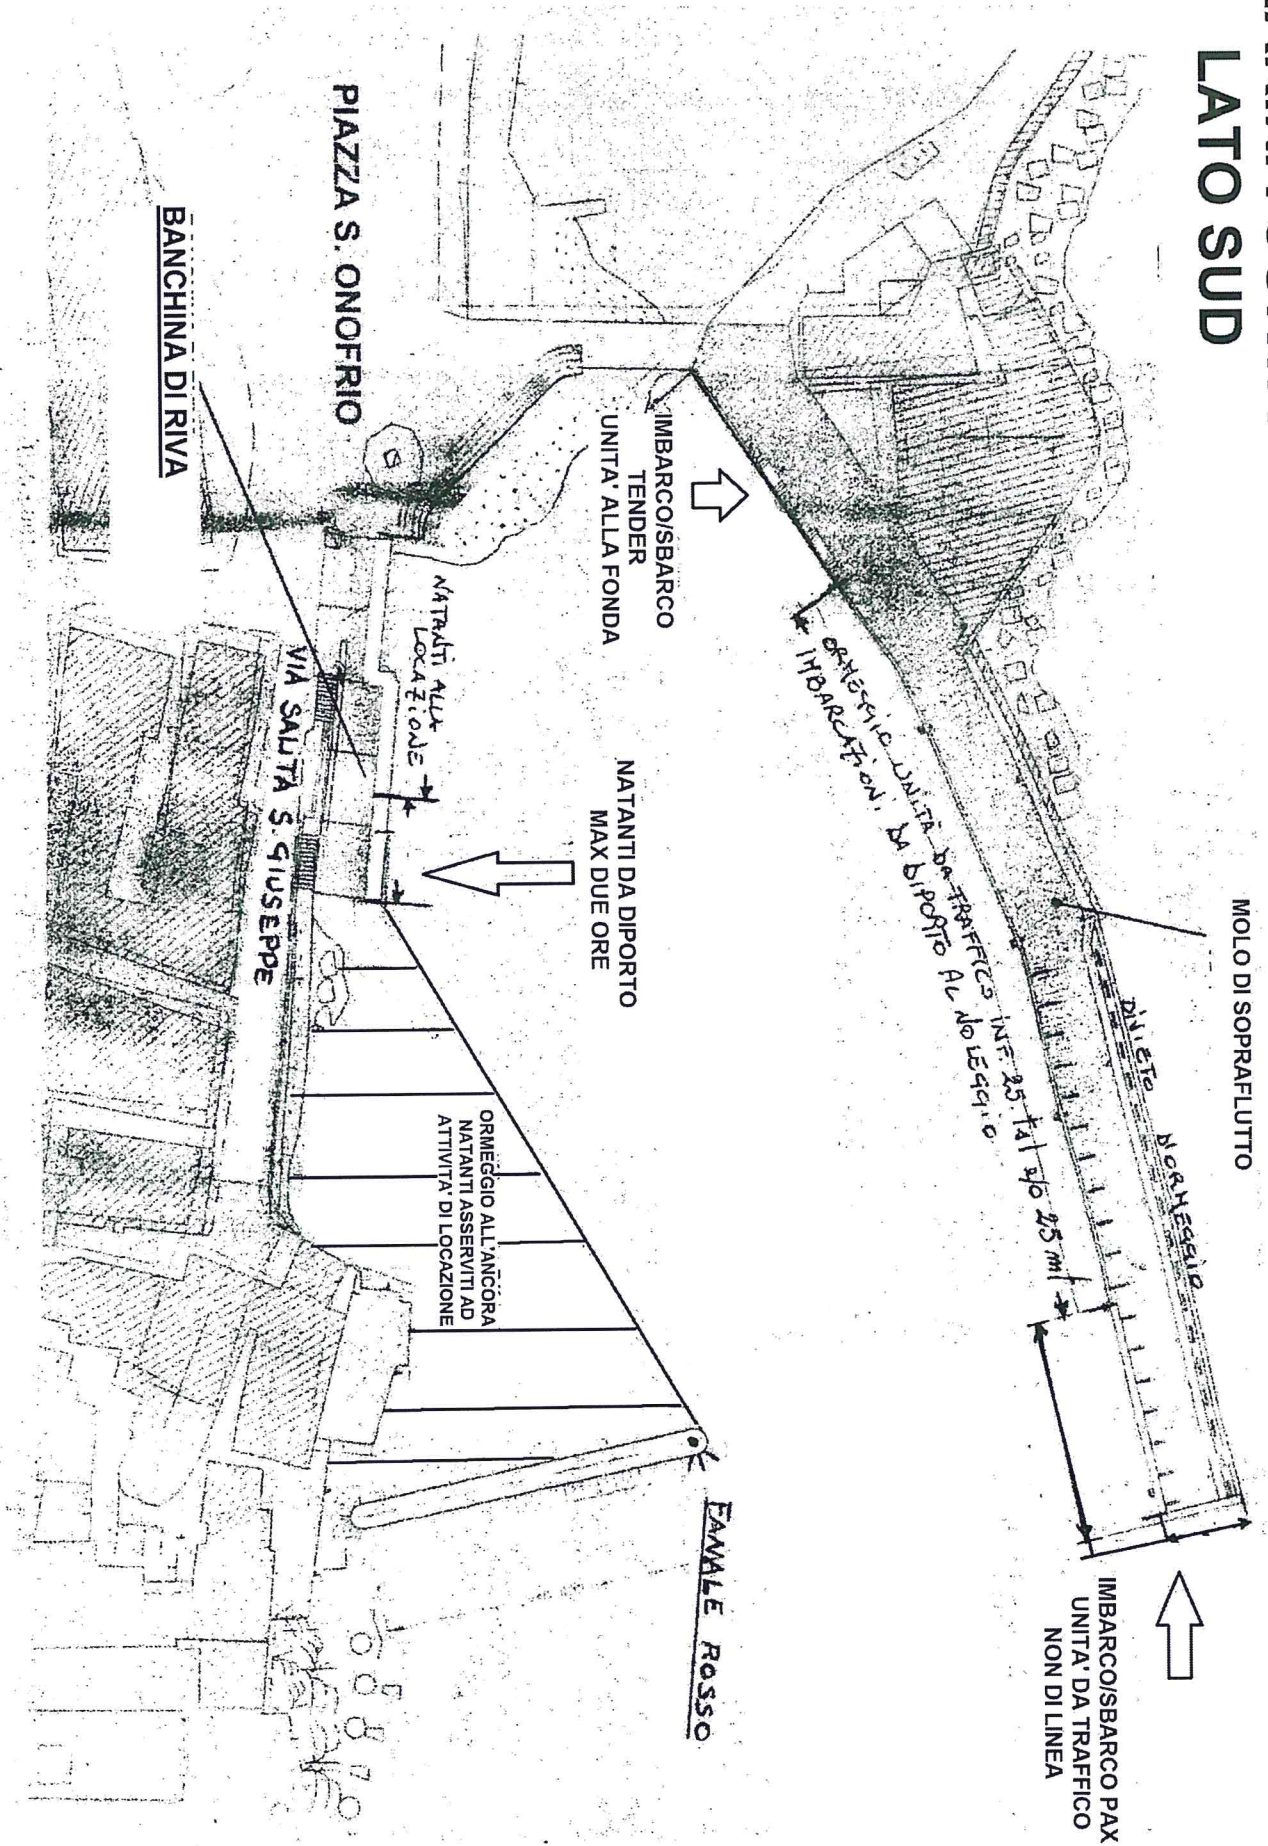 LATO SUD
MOLO DI SOPRAFLUTTO
DIVIETO D'ORMEGGIO
IMBARCO/SBARCO PAX
UNITA' DA TRAFFICO
NON DI LINEA
ORMEGGIO UNITÀ DA TRAFFICO INF. 25 tsl e/o 25 ml
IMBARCAZIONI DA DIPORTO AL NOLEGGIO
IMBARCO/SBARCO
TENDER
UNITA' ALLA FONDA
NATANTI DA DIPORTO
MAX DUE ORE
FANALE ROSSO
PIAZZA S. ONOFRIO
NATANTI ALLA
LOCAZIONE
ORMEGGIO ALL'ANCORA
NATANTI ASSERVITI AD
ATTIVITA' DI LOCAZIONE
VIA SALITA S. GIUSEPPE
BANCHINA DI RIVA